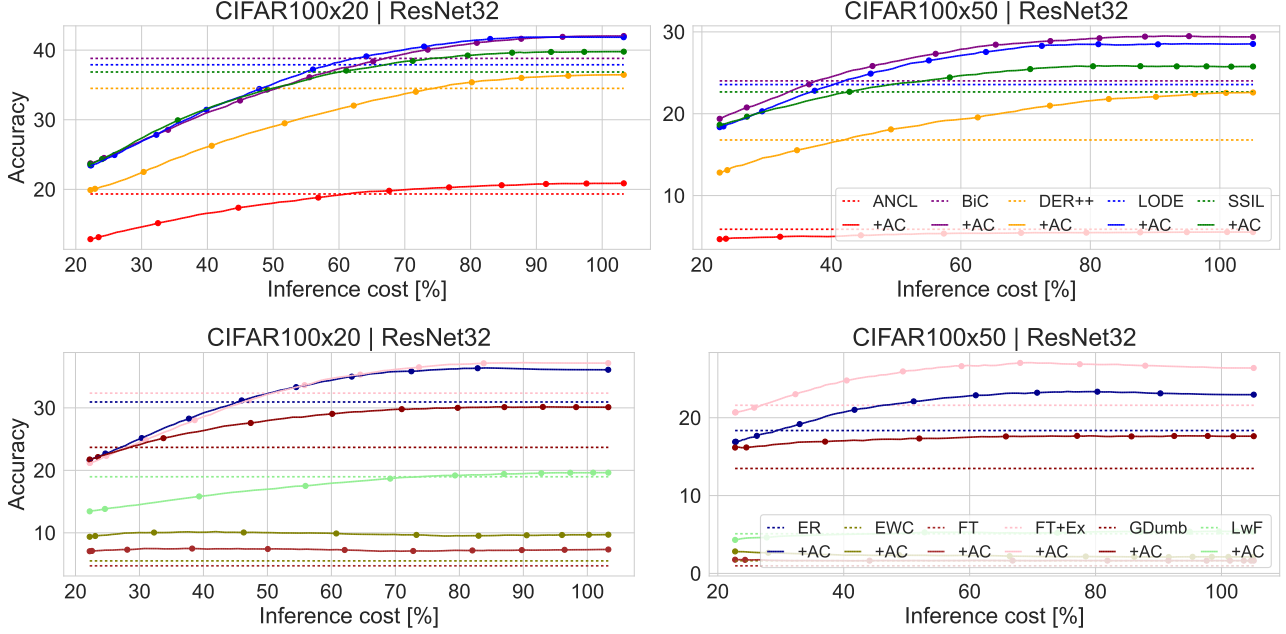 CIFAR100x20 | ResNet32
Accuracy
40
30
20
20 30 40 50 60 70 80 90 100
Inference cost [%]
CIFAR100x50 | ResNet32
30
20
10
ANCL BiC DER++ LODE SSIL
+AC +AC +AC +AC +AC
20 40 60 80 100
Inference cost [%]
CIFAR100x20 | ResNet32
Accuracy
30
20
10
20 30 40 50 60 70 80 90 100
Inference cost [%]
CIFAR100x50 | ResNet32
20
10
0
ER EWC FT FT+Ex GDumb LwF
+AC +AC +AC +AC +AC +AC
20 40 60 80 100
Inference cost [%]